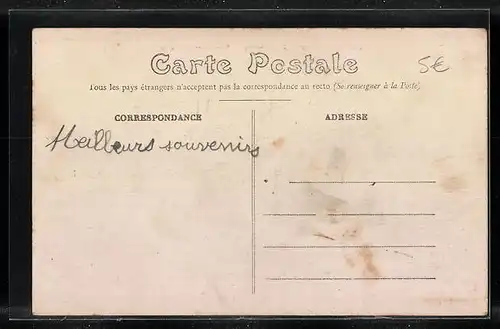 Carte Postale
5€
Tous les pays étrangers n'acceptent pas la correspondance au recto (Se renseigner à la Poste)
CORRESPONDANCE
ADRESSE
Meilleurs souvenirs